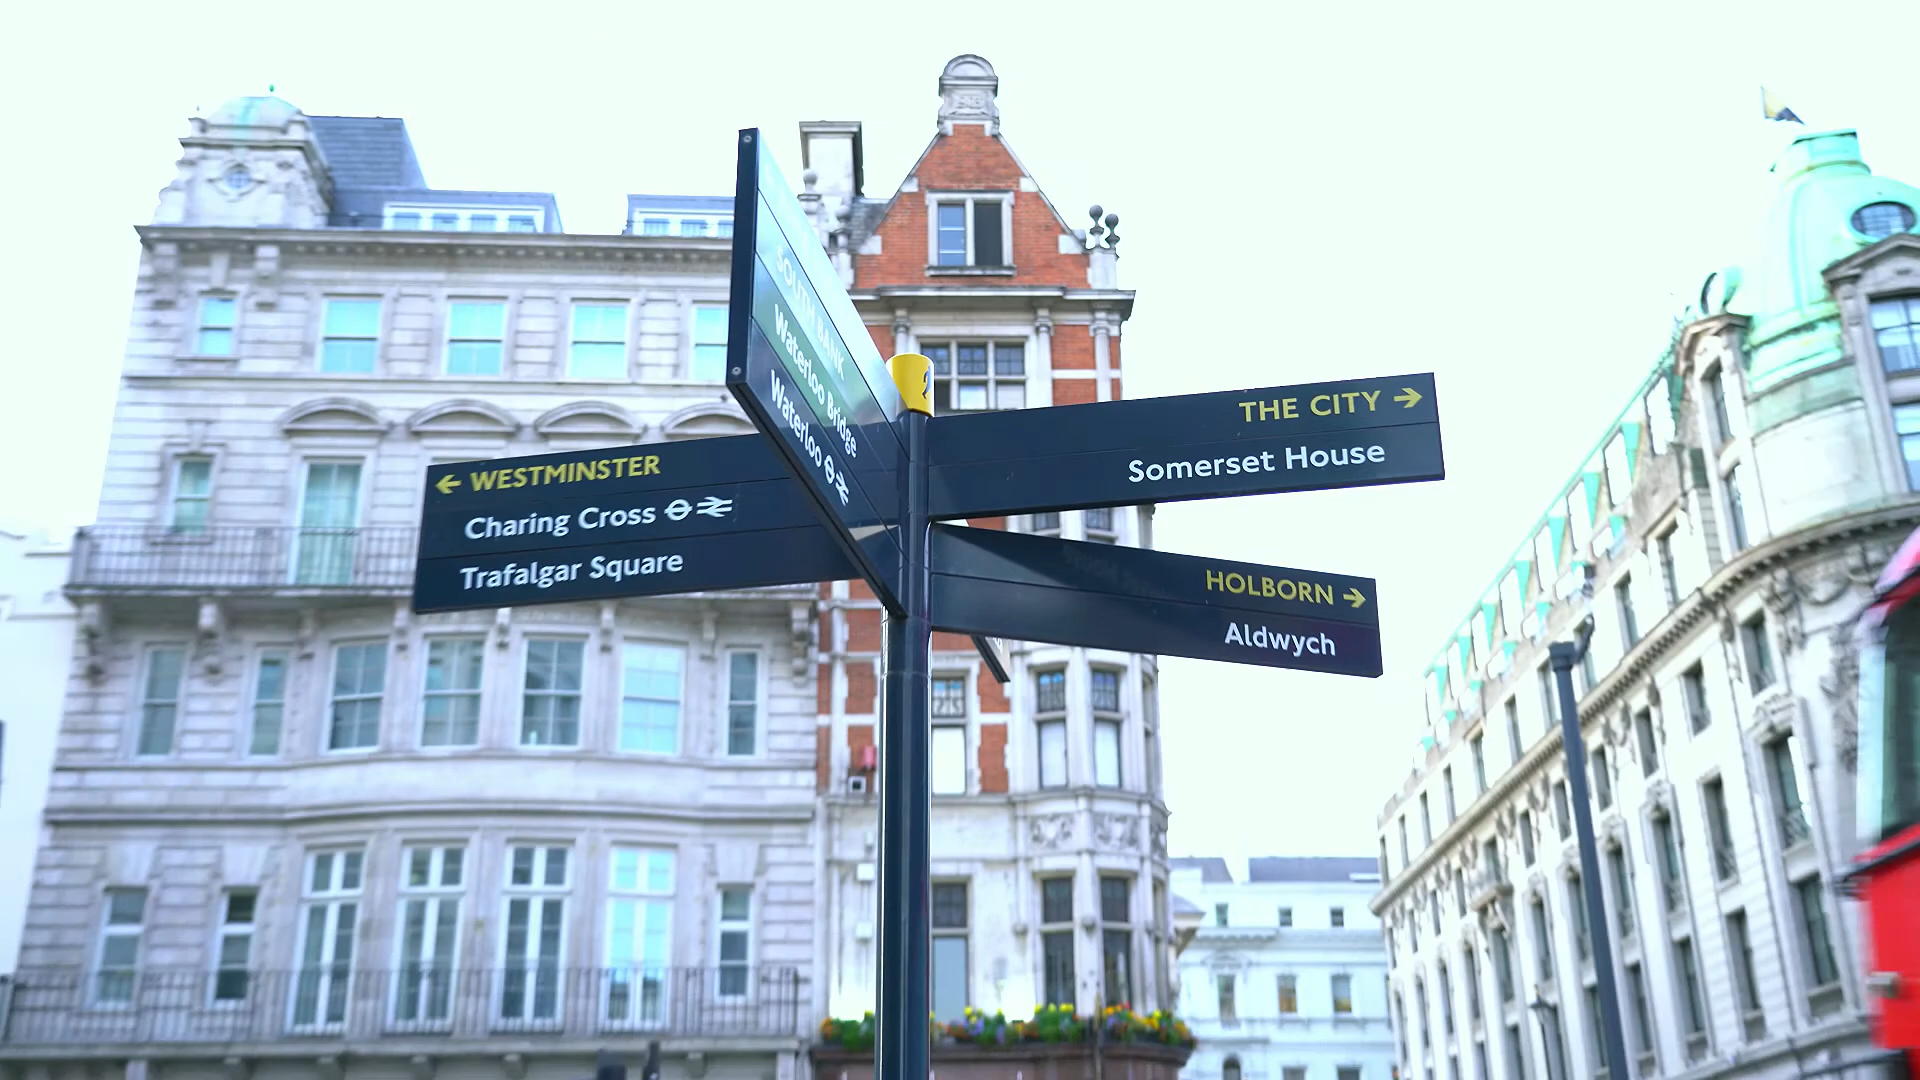 SOUTH BANK
Waterloo Bridge
Waterloo
← WESTMINSTER
Charing Cross
Trafalgar Square
THE CITY →
Somerset House
HOLBORN →
Aldwych